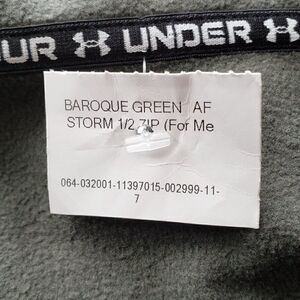 UR UNDER
BAROQUE GREEN AF
STORM 1/2 ZIP (For Me
064-032001-11397015-002999-11-
7